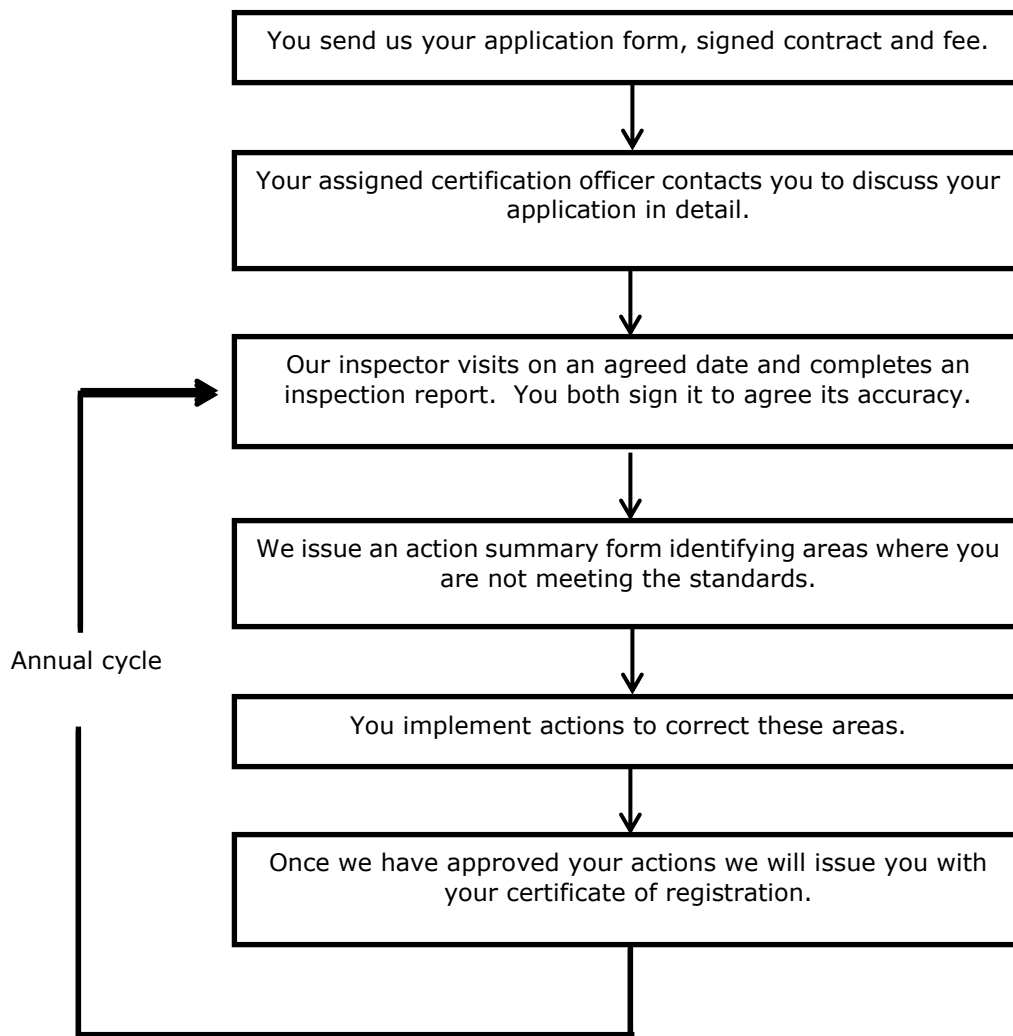 You send us your application form, signed contract and fee.
Your assigned certification officer contacts you to discuss your
application in detail.
Our inspector visits on an agreed date and completes an
inspection report.  You both sign it to agree its accuracy.
We issue an action summary form identifying areas where you
are not meeting the standards.
Annual cycle
You implement actions to correct these areas.
Once we have approved your actions we will issue you with
your certificate of registration.